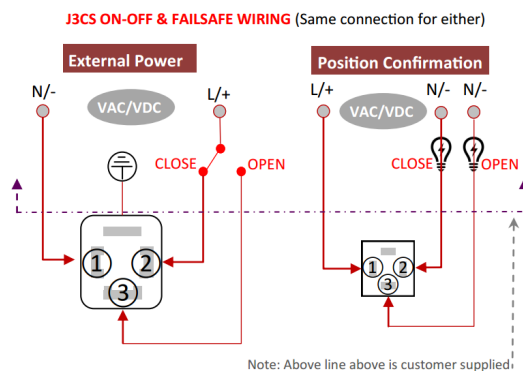 J3CS ON-OFF & FAILSAFE WIRING (Same connection for either)
External Power
Position Confirmation
N/-
VAC/VDC
L/+
L/+
VAC/VDC
N/-
N/-
CLOSE
OPEN
CLOSE
OPEN
1
2
3
1
2
3
Note: Above line above is customer supplied